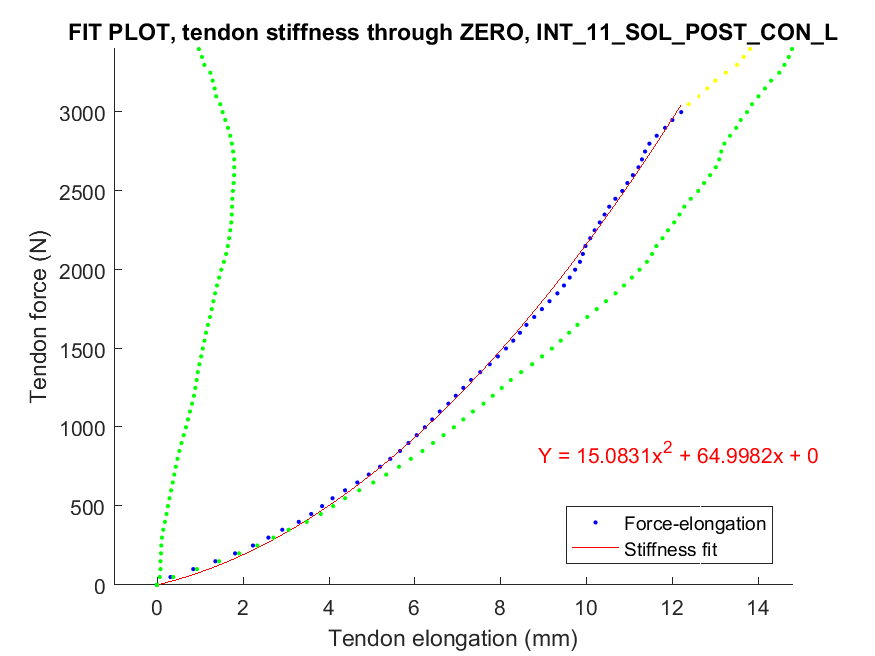 FIT PLOT, tendon stiffness through ZERO, INT_11_SOL_POST_CON_L
3000
2500
2000
1500
1000
500
0
Tendon force (N)
Y = 15.0831x² + 64.9982x + 0
Force-elongation
Stiffness fit
0 2 4 6 8 10 12 14
Tendon elongation (mm)